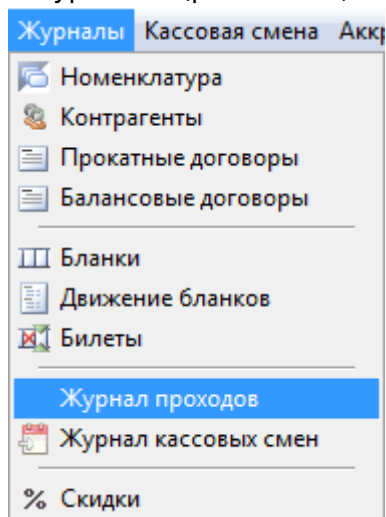 Журналы Кассовая смена
Номенклатура
Контрагенты
Прокатные договоры
Балансовые договоры
Бланки
Движение бланков
Билеты
Журнал проходов
Журнал кассовых смен
% Скидки